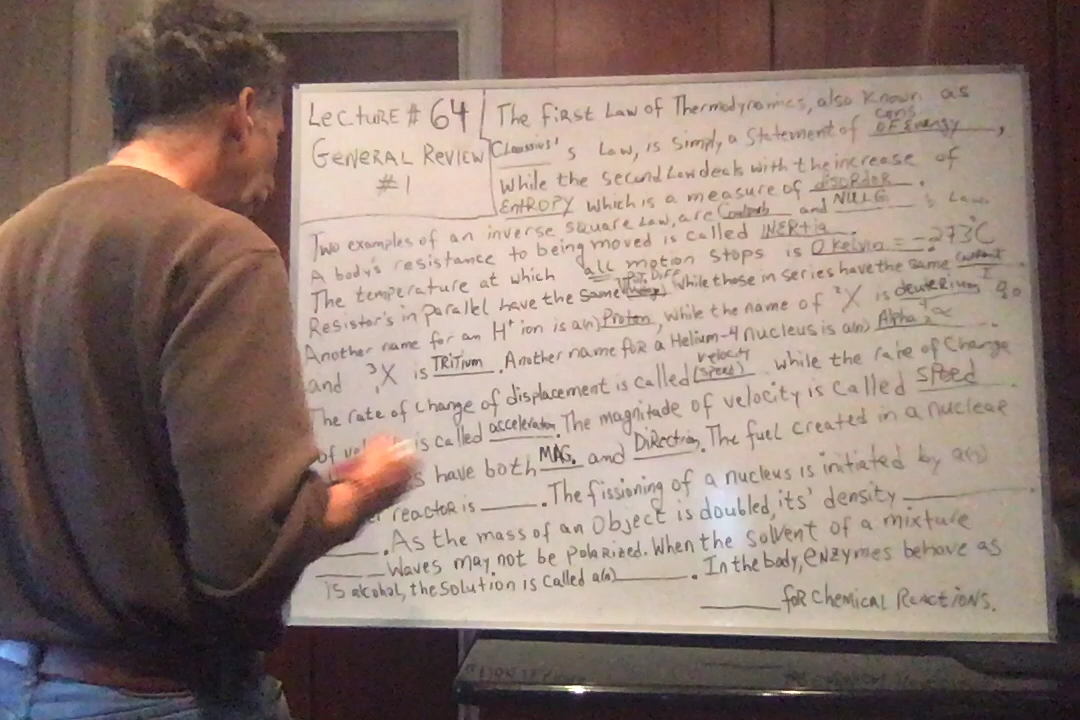 LECTURE # 64
GENERAL REVIEW
#1
The First Law of Thermodynamics, also known as
Clausius' 's Law, is simply a statement of cons OF Energy,
while the second Law deals with the increase of
ENTROPY which is a measure of disorder.
Two examples of an inverse square Law, are Coulomb and NULG 's Law.
A body's resistance to being moved is called INERtia.
The temperature at which all motion stops is 0 kelvin = -273°C
Resistor's in parallel have the same Pot. Diff while those in series have the same current I
Another name for an H+ ion is a(n) Proton, while the name of ²X is deuterium
and ³X is TRITIUM. Another name for a Helium-4 nucleus is a(n) Alpha 4 2 α.
The rate of change of displacement is called velocity (speed) while the rate of change
of is called acceleration. The magnitude of velocity is called speed.
have both MAG. and Direction. The fuel created in a nuclear
reactor is ____. The fissioning of a nucleus is initiated by a(n)
____. As the mass of an object is doubled, its' density ____.
____ waves may not be polarized. When the solvent of a mixture
is alcohol, the solution is called a(n) ____. In the body, enzymes behave as
____ for chemical Reactions.